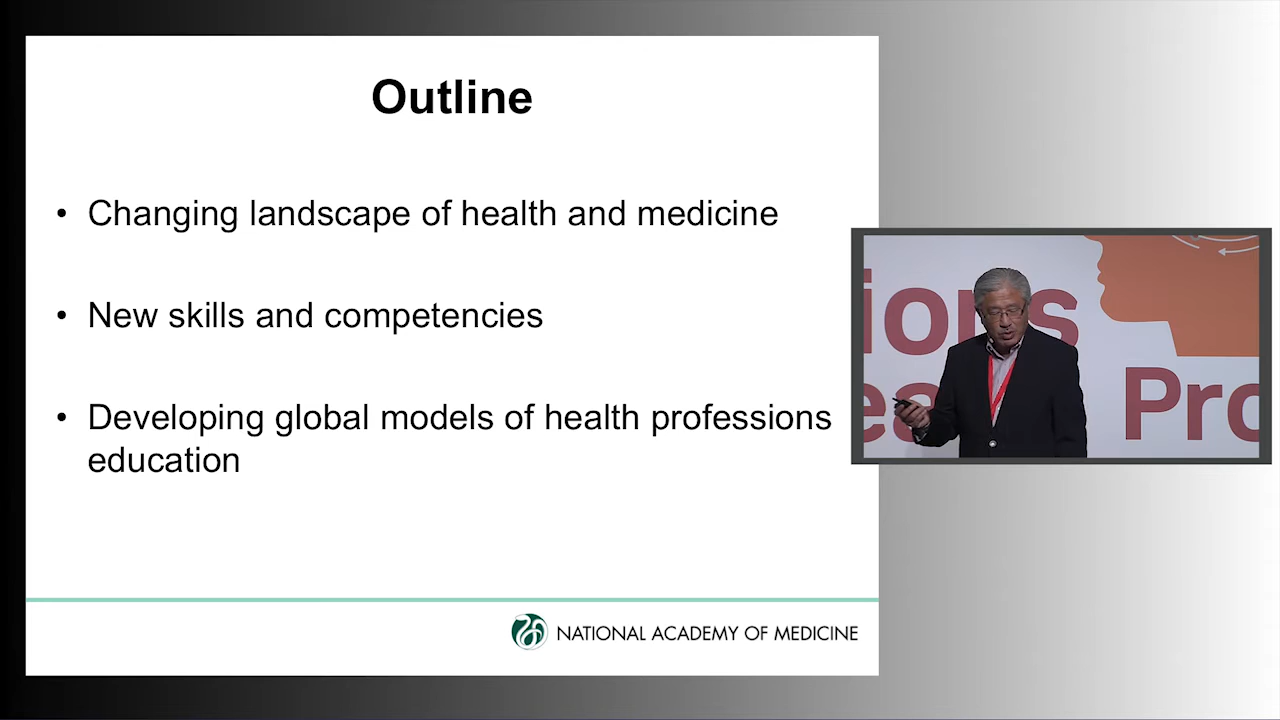 Outline
• Changing landscape of health and medicine
• New skills and competencies
• Developing global models of health professions
education
NATIONAL ACADEMY OF MEDICINE
ions
ea
Pro